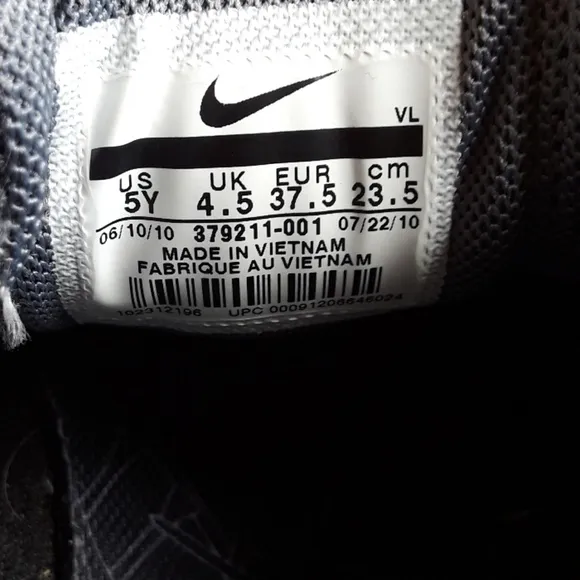 VL
US UK EUR cm
5Y 4.5 37.5 23.5
06/10/10 379211-001 07/22/10
MADE IN VIETNAM
FABRIQUE AU VIETNAM
102312196 UPC 00091206646024